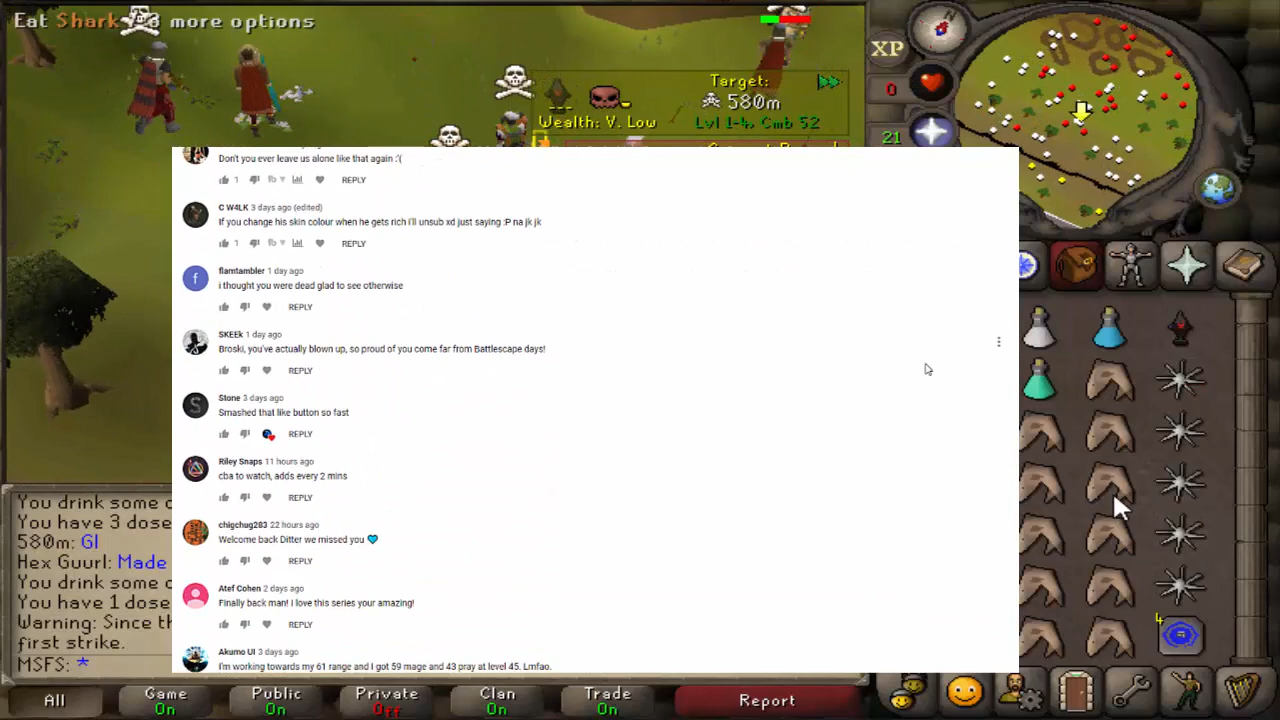 Eat Shark
more options
XP
0
21
Target:
580m
Wealth: V. Low
Lvl 1-4, Cmb 52
Don't you ever leave us alone like that again :'(
1
REPLY
C W4LK 3 days ago (edited)
If you change his skin colour when he gets rich i'll unsub xd just saying :P na jk jk
1
REPLY
f
flamtambler 1 day ago
i thought you were dead glad to see otherwise
REPLY
SKEEk 1 day ago
Broski, you've actually blown up, so proud of you come far from Battlescape days!
REPLY
S
Stone 3 days ago
Smashed that like button so fast
REPLY
Riley Snaps 11 hours ago
cba to watch, adds every 2 mins
REPLY
chigchug283 22 hours ago
Welcome back Ditter we missed you
REPLY
Atef Cohen 2 days ago
Finally back man! I love this series your amazing!
REPLY
Akumo UI 3 days ago
I'm working towards my 61 range and I got 59 mage and 43 pray at level 45. Lmfao.
You drink some
You have 3 dose
580m: Gl
Hex Guurl: Made
You drink some
You have 1 dose
Warning: Since th
first strike.
MSFS: *
4
All
Game
On
Public
On
Private
Off
Clan
On
Trade
On
Report